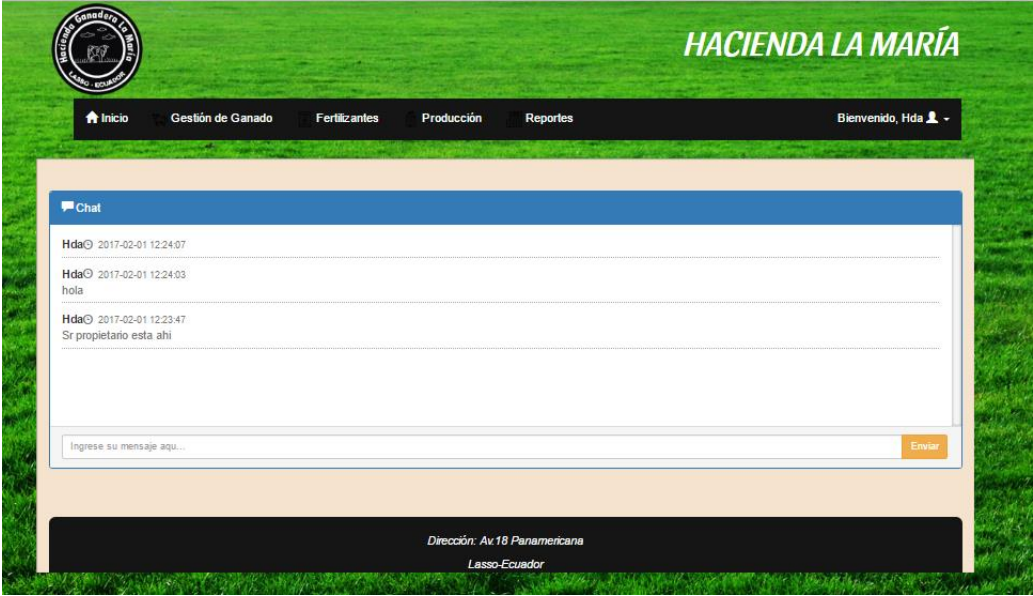 Hacienda Ganadera La María
LASSO - ECUADOR
HACIENDA LA MARÍA
Inicio Gestión de Ganado Fertilizantes Producción Reportes Bienvenido, Hda
Chat
Hda 2017-02-01 12:24:07
Hda 2017-02-01 12:24:03
hola
Hda 2017-02-01 12:23:47
Sr propietario esta ahi
Ingrese su mensaje aqu... Enviar
Dirección: Av.18 Panamericana
Lasso-Ecuador